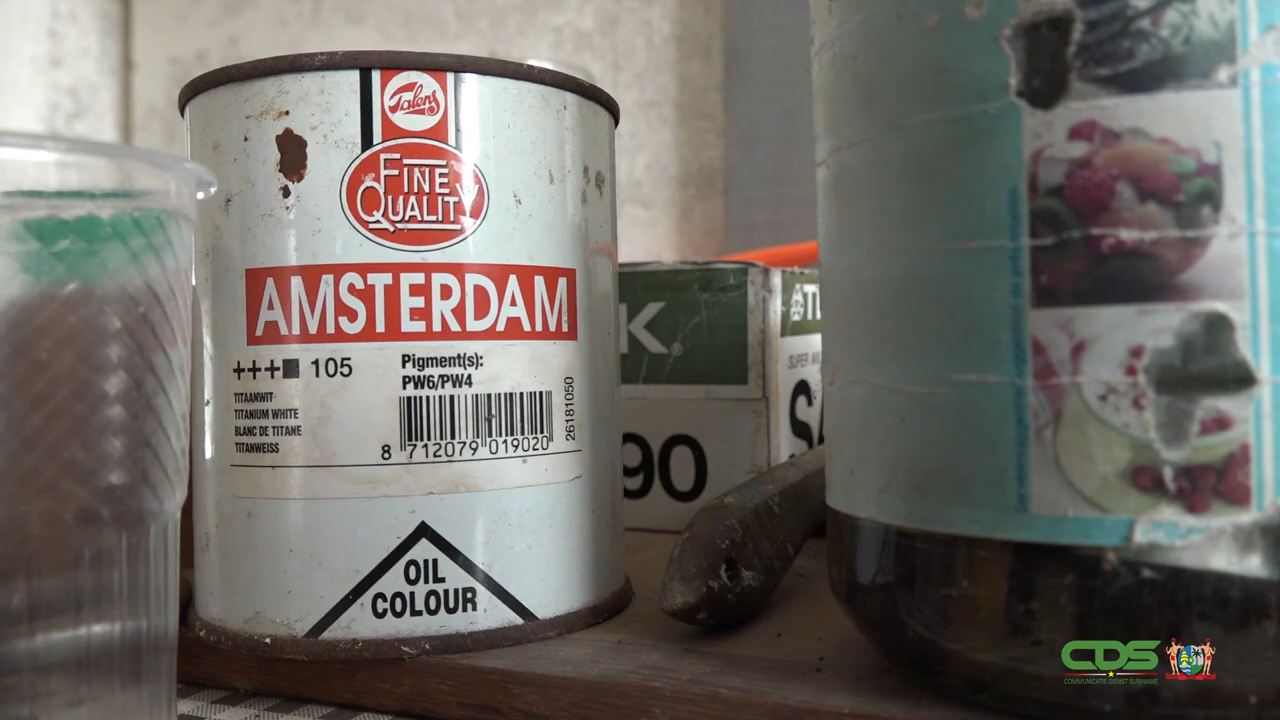 Talens
FINE
QUALITY
AMSTERDAM
+++ 105
Pigment(s):
PW6/PW4
TITAANWIT
TITANIUM WHITE
BLANC DE TITANE
TITANWEISS
8 712079 019020
26181050
OIL
COLOUR
K®
90
CDS
COMMUNICATIE DIENST SURINAME